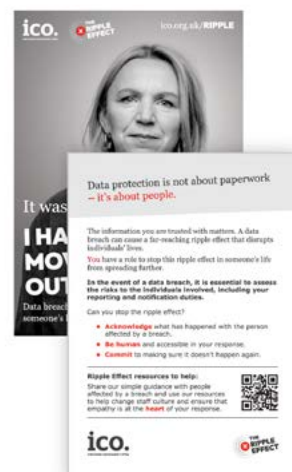 ico.
THE
RIPPLE
EFFECT
ico.org.uk/RIPPLE
It was
I HA
MOV
OUT
Data breach
someone's l
Data protection is not about paperwork
– it's about people.
The information you are trusted with matters. A data
breach can cause a far-reaching ripple effect that disrupts
individuals' lives.
You have a role to stop this ripple effect in someone's life
from spreading further.
In the event of a data breach, it is essential to assess
the risks to the individuals involved, including your
reporting and notification duties.
Can you stop the ripple effect?
Acknowledge what has happened with the person
affected by a breach.
Be human and accessible in your response.
Commit to making sure it doesn't happen again.
Ripple Effect resources to help:
Share our simple guidance with people
affected by a breach and use our resources
to help change staff culture and ensure that
empathy is at the heart of your response.
ico.
THE
RIPPLE
EFFECT